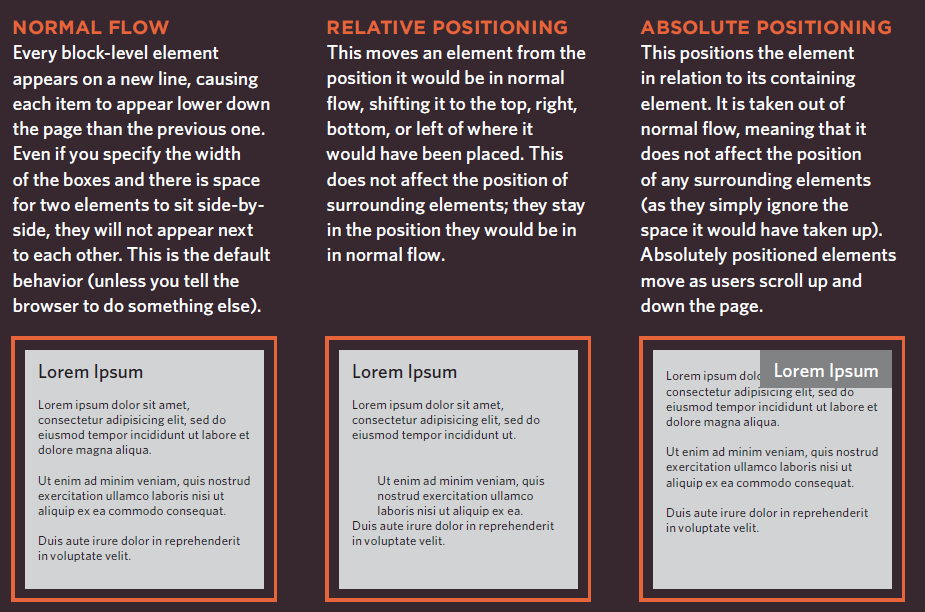 NORMAL FLOW
Every block-level element
appears on a new line, causing
each item to appear lower down
the page than the previous one.
Even if you specify the width
of the boxes and there is space
for two elements to sit side-by-
side, they will not appear next
to each other. This is the default
behavior (unless you tell the
browser to do something else).
Lorem Ipsum
Lorem ipsum dolor sit amet,
consectetur adipisicing elit, sed do
eiusmod tempor incididunt ut labore et
dolore magna aliqua.
Ut enim ad minim veniam, quis nostrud
exercitation ullamco laboris nisi ut
aliquip ex ea commodo consequat.
Duis aute irure dolor in reprehenderit
in voluptate velit.
RELATIVE POSITIONING
This moves an element from the
position it would be in normal
flow, shifting it to the top, right,
bottom, or left of where it
would have been placed. This
does not affect the position of
surrounding elements; they stay
in the position they would be in
in normal flow.
Lorem Ipsum
Lorem ipsum dolor sit amet,
consectetur adipisicing elit, sed do
eiusmod tempor incididunt ut.
Ut enim ad minim veniam, quis
nostrud exercitation ullamco
laboris nisi ut aliquip ex ea.
Duis aute irure dolor in reprehenderit
in voluptate velit.
ABSOLUTE POSITIONING
This positions the element
in relation to its containing
element. It is taken out of
normal flow, meaning that it
does not affect the position
of any surrounding elements
(as they simply ignore the
space it would have taken up).
Absolutely positioned elements
move as users scroll up and
down the page.
Lorem Ipsum
Lorem ipsum dolo
consectetur adipisicing elit, sed do
eiusmod tempor incididunt ut labore et
dolore magna aliqua.
Ut enim ad minim veniam, quis nostrud
exercitation ullamco laboris nisi ut
aliquip ex ea commodo consequat.
Duis aute irure dolor in reprehenderit
in voluptate velit.